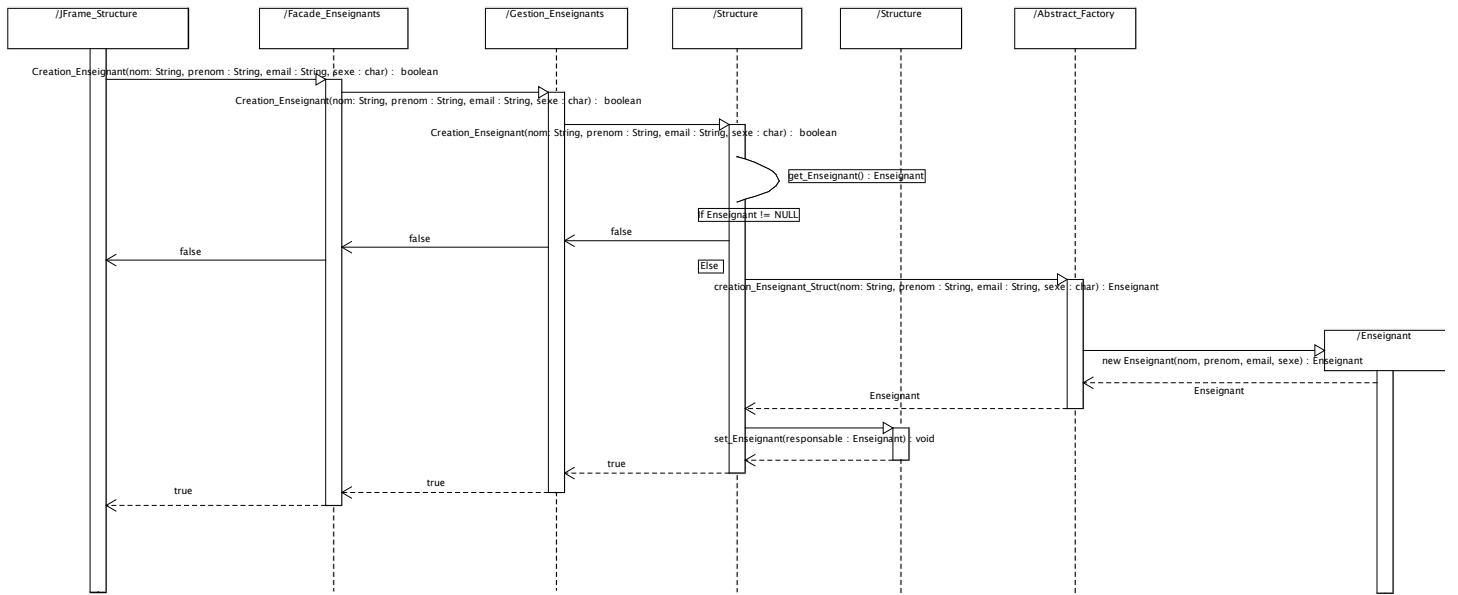 /JFrame_Structure
/Facade_Enseignants
/Gestion_Enseignants
/Structure
/Structure
/Abstract_Factory
Creation_Enseignant(nom: String, prenom : String, email : String, sexe : char) : boolean
Creation_Enseignant(nom: String, prenom : String, email : String, sexe : char) : boolean
Creation_Enseignant(nom: String, prenom : String, email : String, sexe : char) : boolean
get_Enseignant() : Enseignant
If Enseignant != NULL
false
false
false
Else
creation_Enseignant_Struct(nom: String, prenom : String, email : String, sexe : char) : Enseignant
/Enseignant
new Enseignant(nom, prenom, email, sexe) : Enseignant
Enseignant
Enseignant
set_Enseignant(responsable : Enseignant) : void
true
true
true